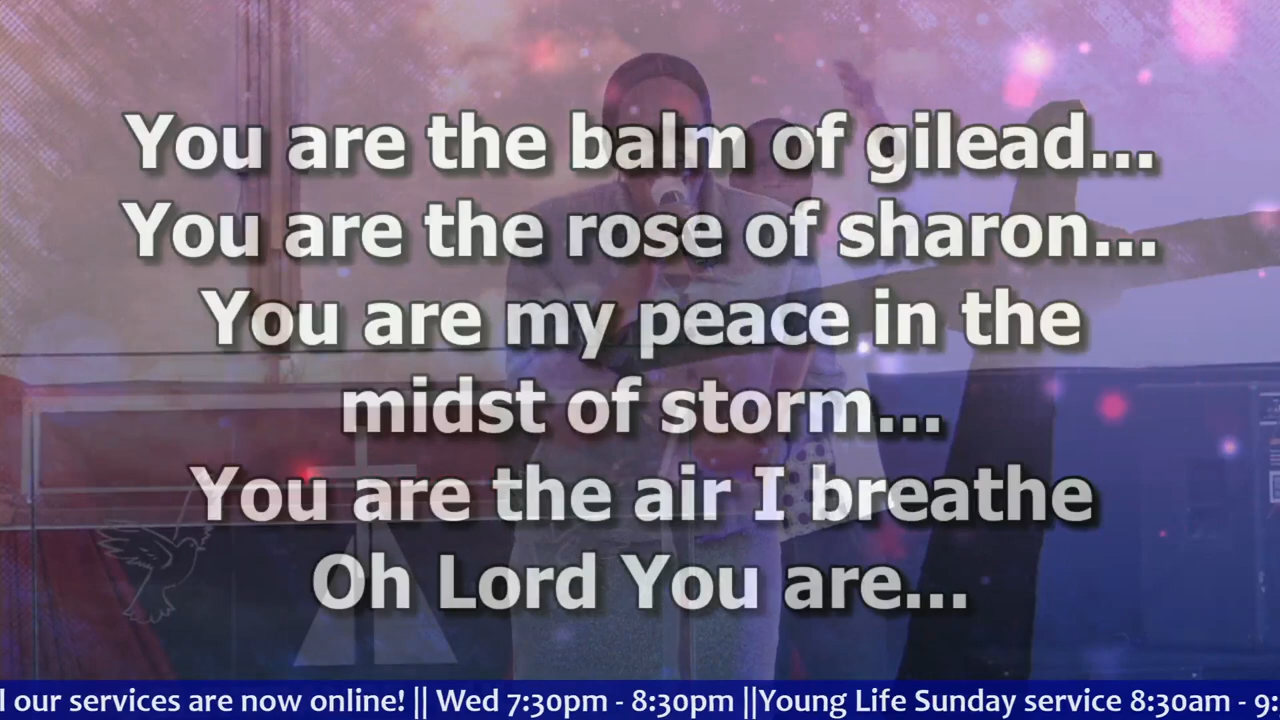 You are the balm of gilead...
You are the rose of sharon...
You are my peace in the
midst of storm...
You are the air I breathe
Oh Lord You are...
our services are now online! || Wed 7:30pm - 8:30pm ||Young Life Sunday service 8:30am - 9: